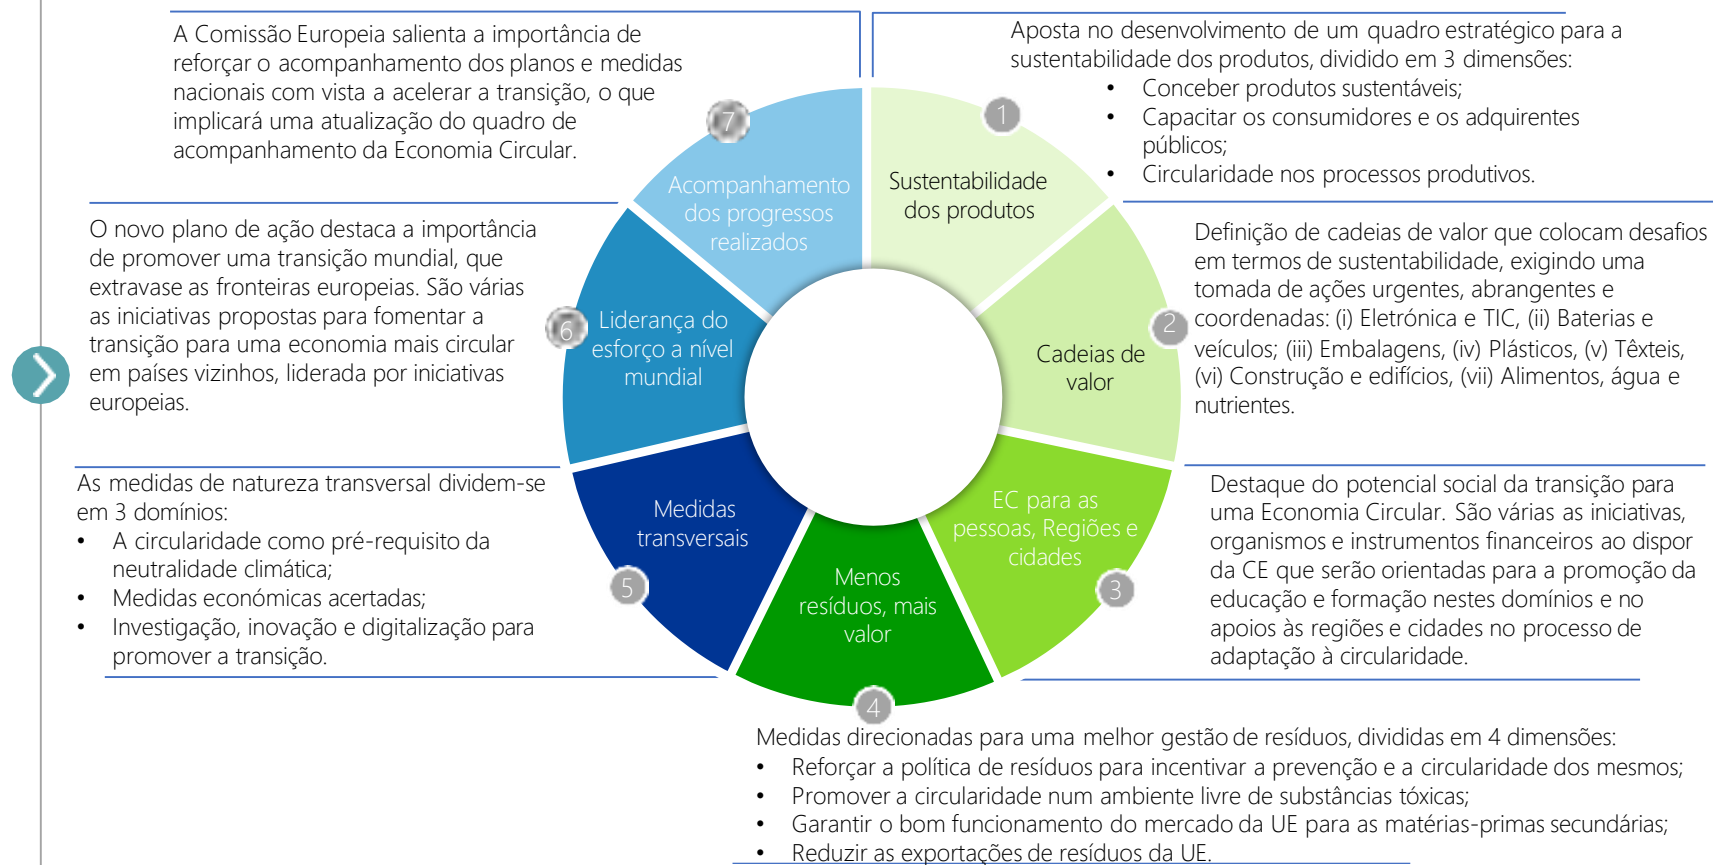 Aposta no desenvolvimento de um quadro estratégico para a
sustentabilidade dos produtos, dividido em 3 dimensões:
• Conceber produtos sustentáveis;
• Capacitar os consumidores e os adquirentes
públicos;
• Circularidade nos processos produtivos.
1
Sustentabilidade
dos produtos
Definição de cadeias de valor que colocam desafios
em termos de sustentabilidade, exigindo uma
tomada de ações urgentes, abrangentes e
coordenadas: (i) Eletrónica e TIC, (ii) Baterias e
veículos; (iii) Embalagens, (iv) Plásticos, (v) Têxteis,
(vi) Construção e edifícios, (vii) Alimentos, água e
nutrientes.
2
Cadeias de
valor
Destaque do potencial social da transição para
uma Economia Circular. São várias as iniciativas,
organismos e instrumentos financeiros ao dispor
da CE que serão orientadas para a promoção da
educação e formação nestes domínios e no
apoios às regiões e cidades no processo de
adaptação à circularidade.
3
EC para as
pessoas, Regiões e
cidades
4
Menos
resíduos, mais
valor
Medidas direcionadas para uma melhor gestão de resíduos, divididas em 4 dimensões:
• Reforçar a política de resíduos para incentivar a prevenção e a circularidade dos mesmos;
• Promover a circularidade num ambiente livre de substâncias tóxicas;
• Garantir o bom funcionamento do mercado da UE para as matérias-primas secundárias;
• Reduzir as exportações de resíduos da UE.
5
Medidas
transversais
As medidas de natureza transversal dividem-se
em 3 domínios:
• A circularidade como pré-requisito da
neutralidade climática;
• Medidas económicas acertadas;
• Investigação, inovação e digitalização para
promover a transição.
6
Liderança do
esforço a nível
mundial
O novo plano de ação destaca a importância
de promover uma transição mundial, que
extravase as fronteiras europeias. São várias
as iniciativas propostas para fomentar a
transição para uma economia mais circular
em países vizinhos, liderada por iniciativas
europeias.
7
Acompanhamento
dos progressos
realizados
A Comissão Europeia salienta a importância de
reforçar o acompanhamento dos planos e medidas
nacionais com vista a acelerar a transição, o que
implicará uma atualização do quadro de
acompanhamento da Economia Circular.